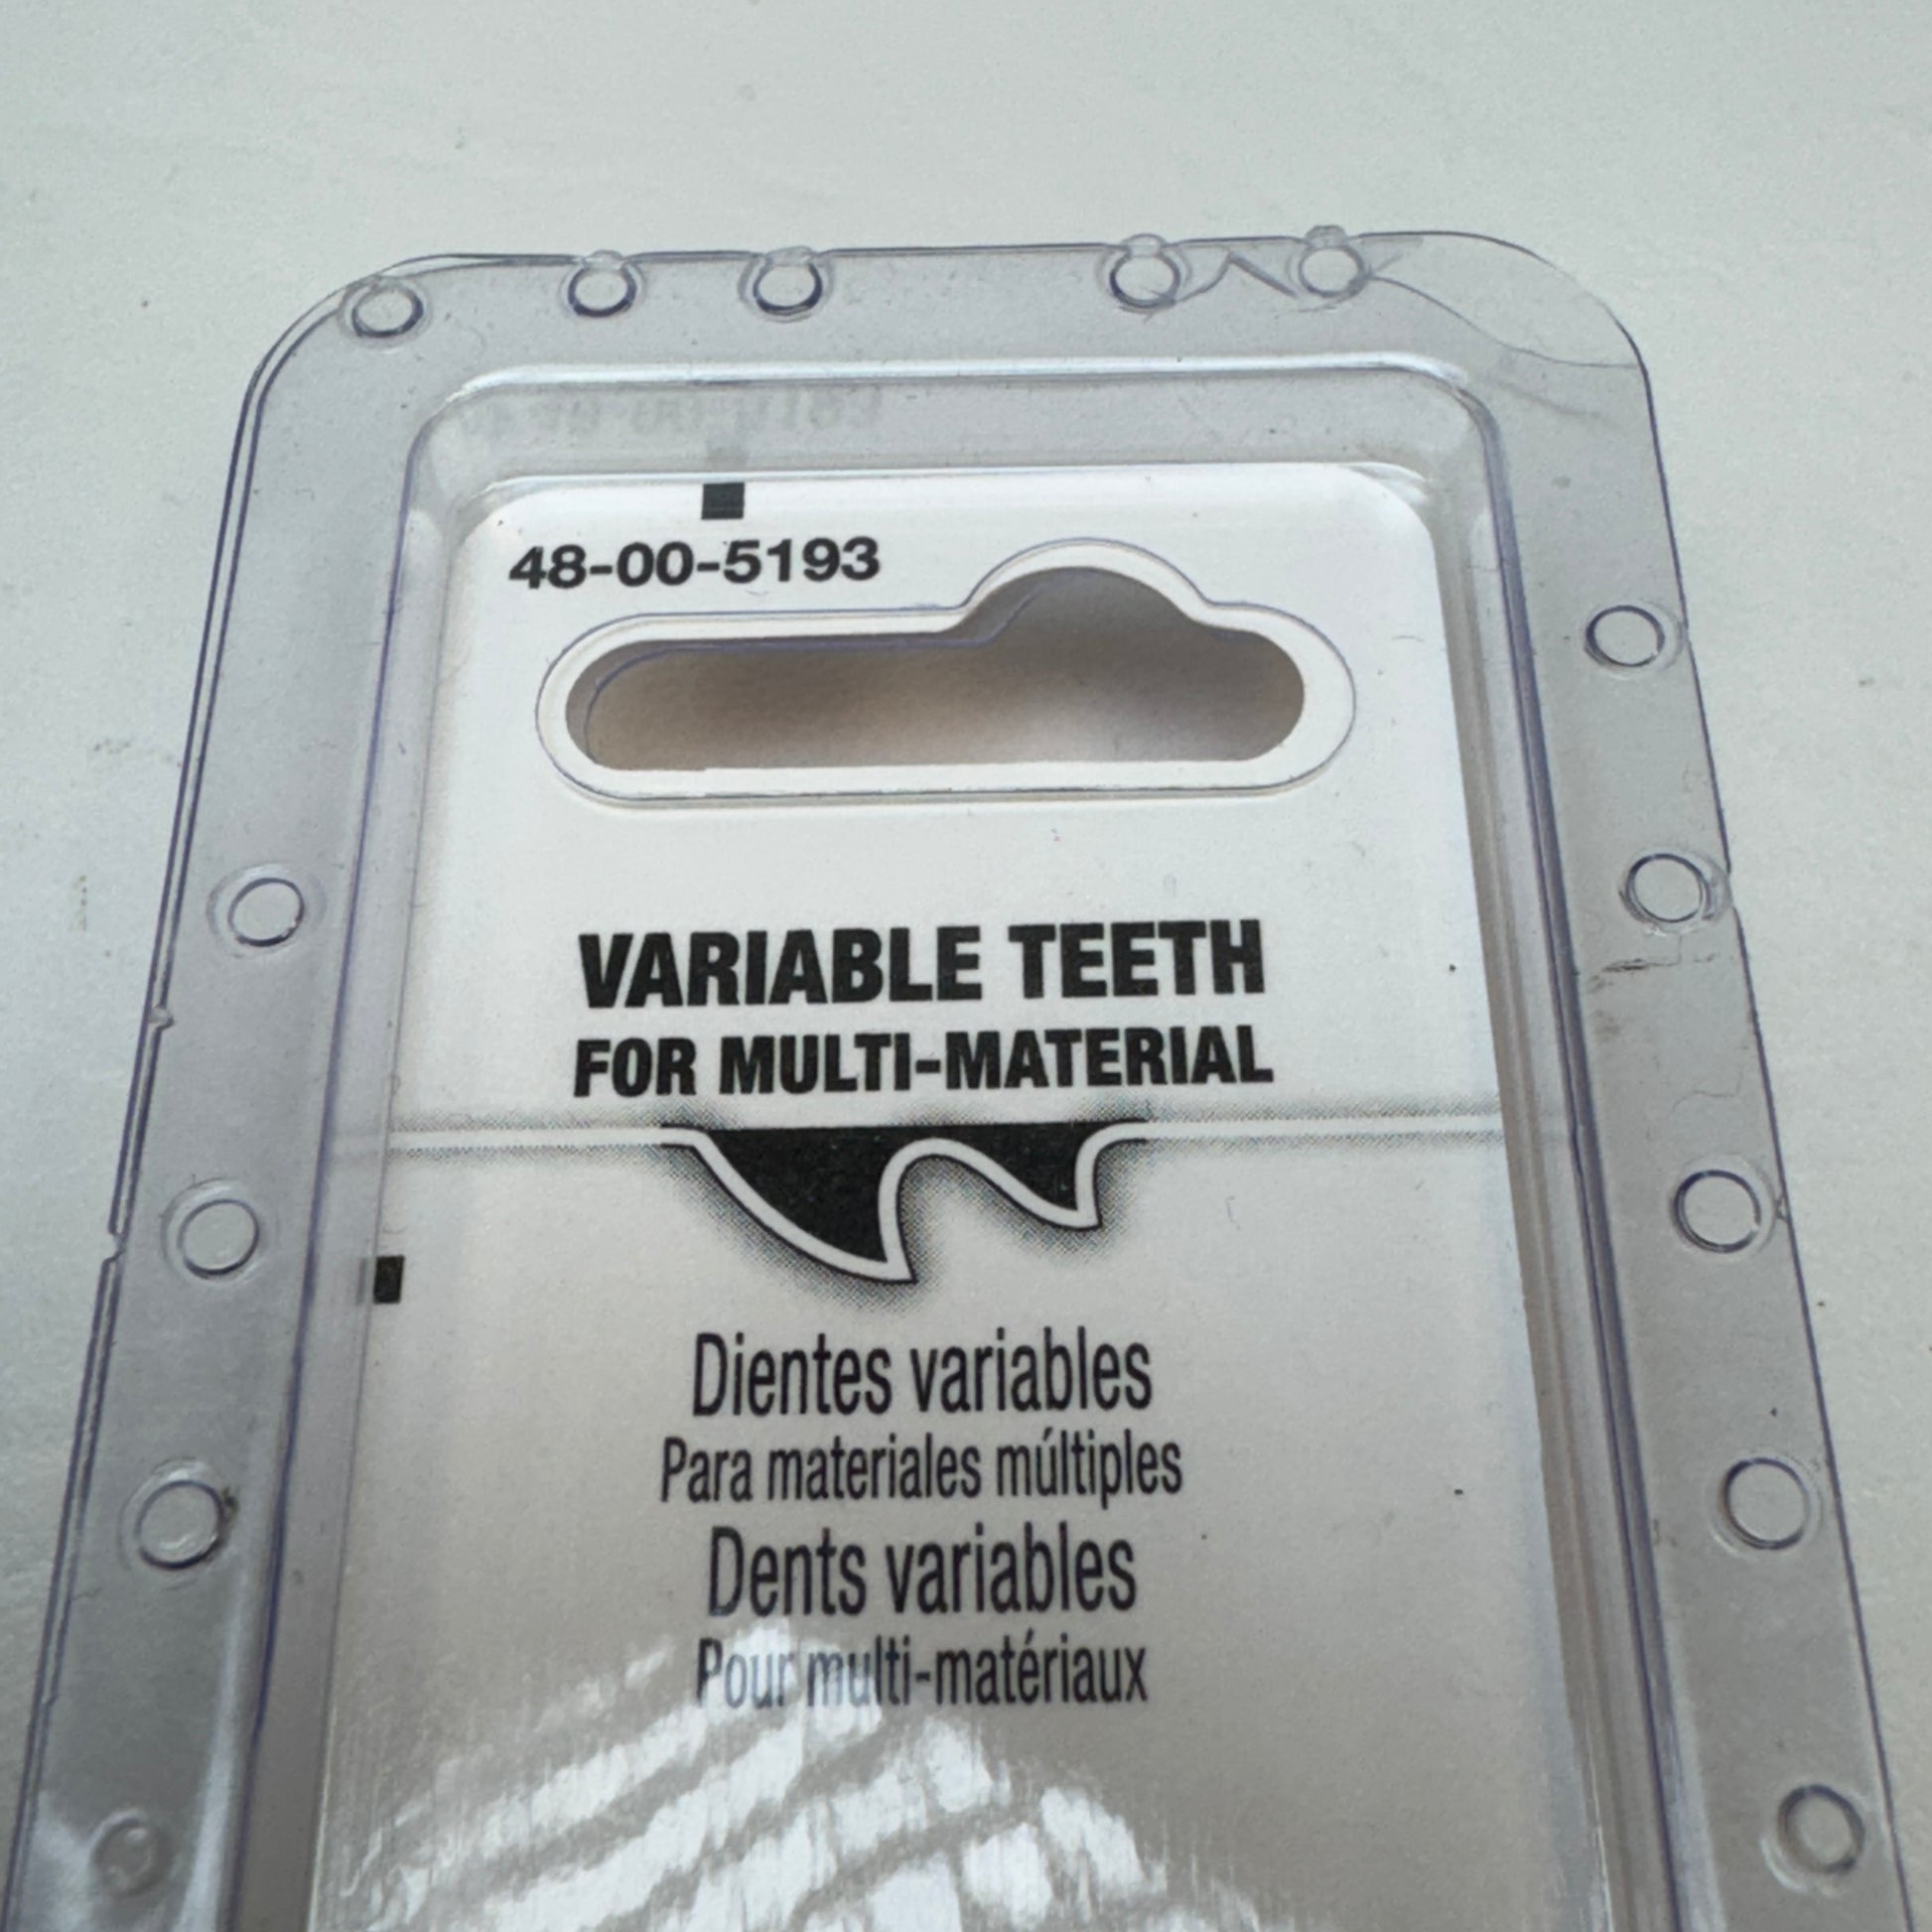 48-00-5193
VARIABLE TEETH
FOR MULTI-MATERIAL
Dientes variables
Para materiales múltiples
Dents variables
Pour multi-matériaux